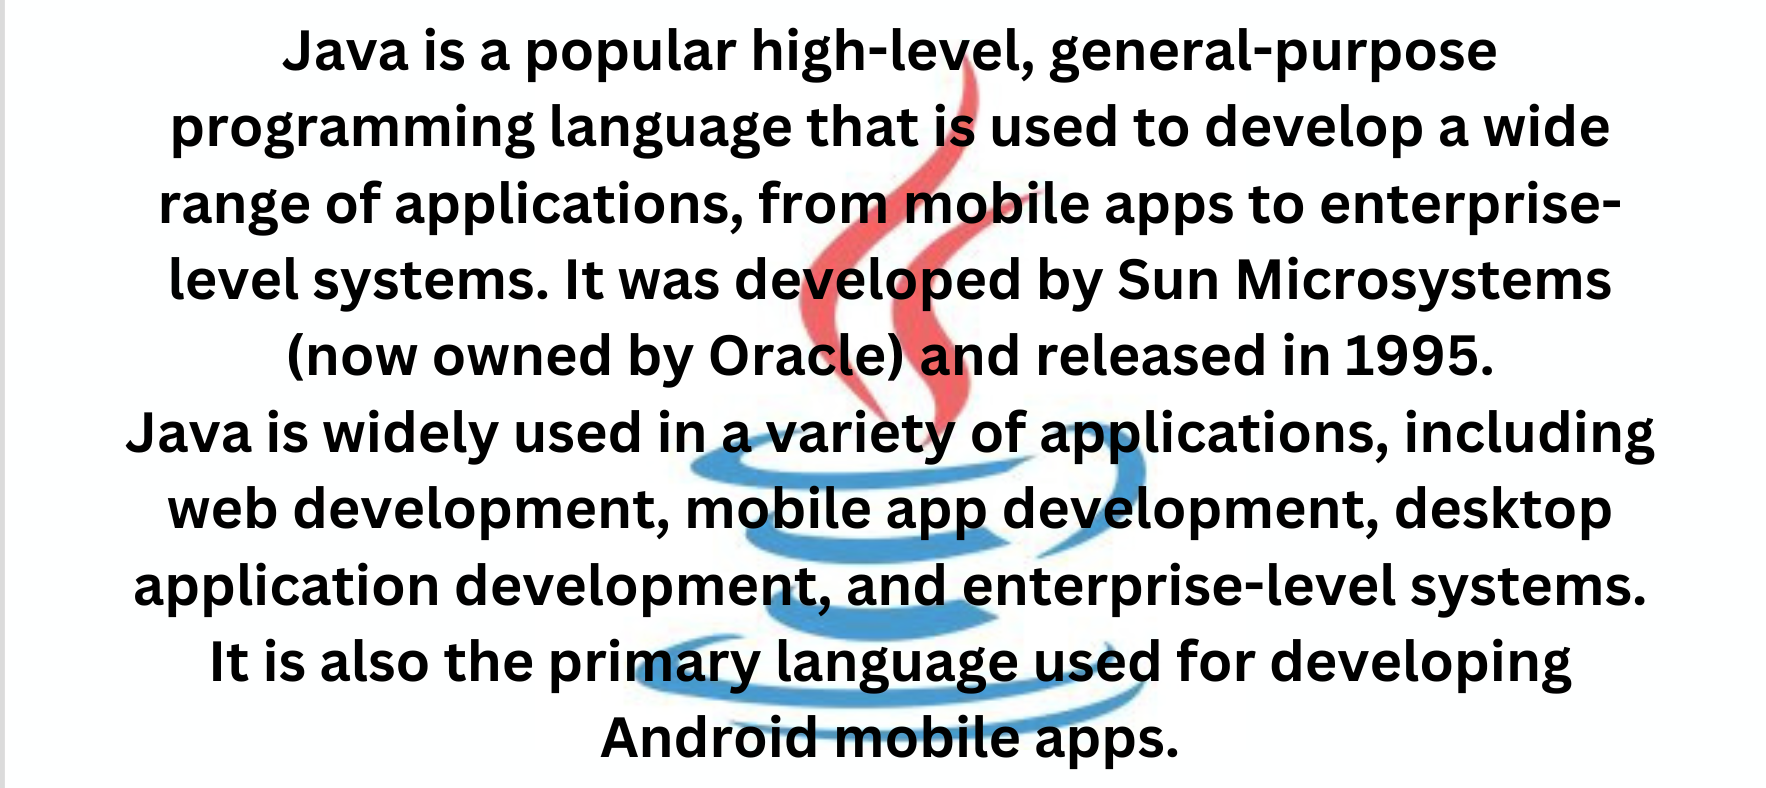 Java is a popular high-level, general-purpose
programming language that is used to develop a wide
range of applications, from mobile apps to enterprise-
level systems. It was developed by Sun Microsystems
(now owned by Oracle) and released in 1995.
Java is widely used in a variety of applications, including
web development, mobile app development, desktop
application development, and enterprise-level systems.
It is also the primary language used for developing
Android mobile apps.